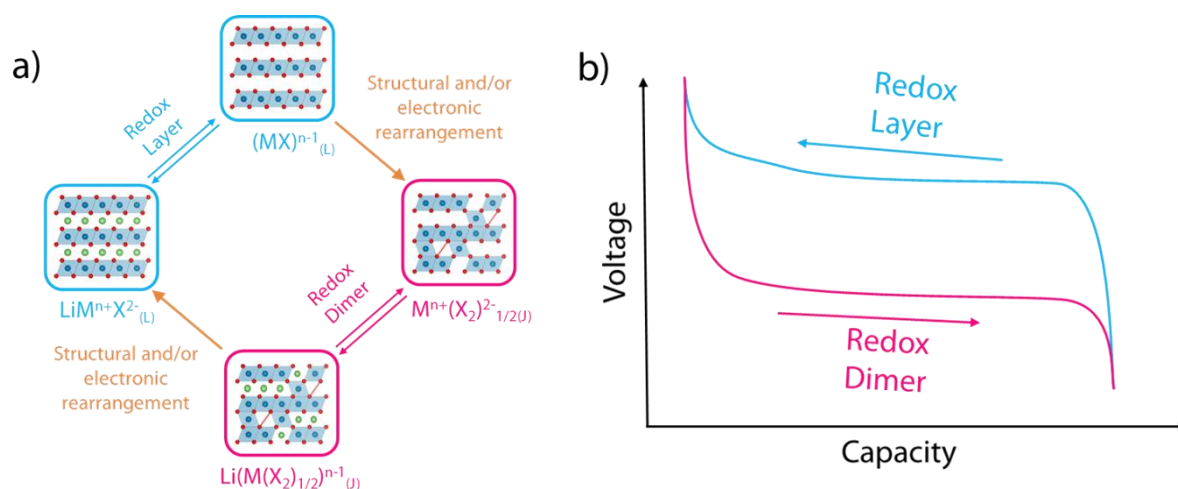 a)
Redox
Layer
(MX)ⁿ⁻¹₍L₎
Structural and/or
electronic
rearrangement
LiMⁿ⁺X²⁻₍L₎
Mⁿ⁺(X₂)²⁻₁/₂₍J₎
Redox
Dimer
Structural and/or
electronic
rearrangement
Li(M(X₂)₁/₂)ⁿ⁻¹₍J₎
b)
Voltage
Redox
Layer
Redox
Dimer
Capacity